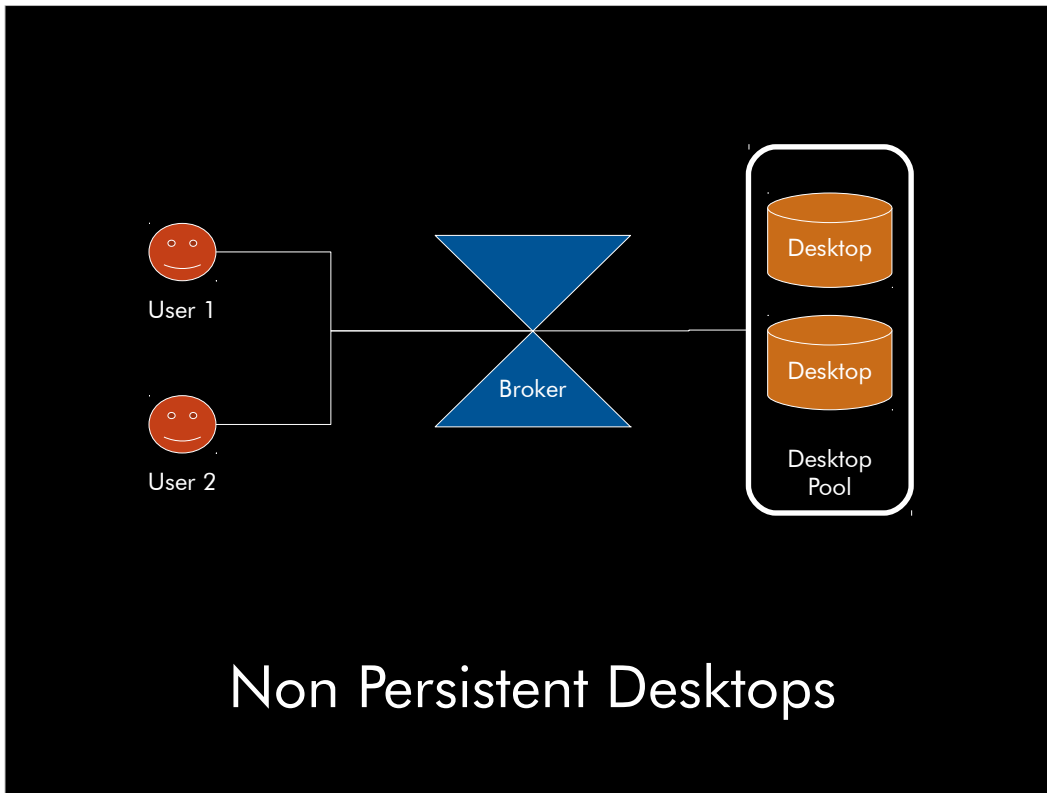 Desktop
User 1
Desktop
Broker
Desktop
Pool
User 2
Non Persistent Desktops